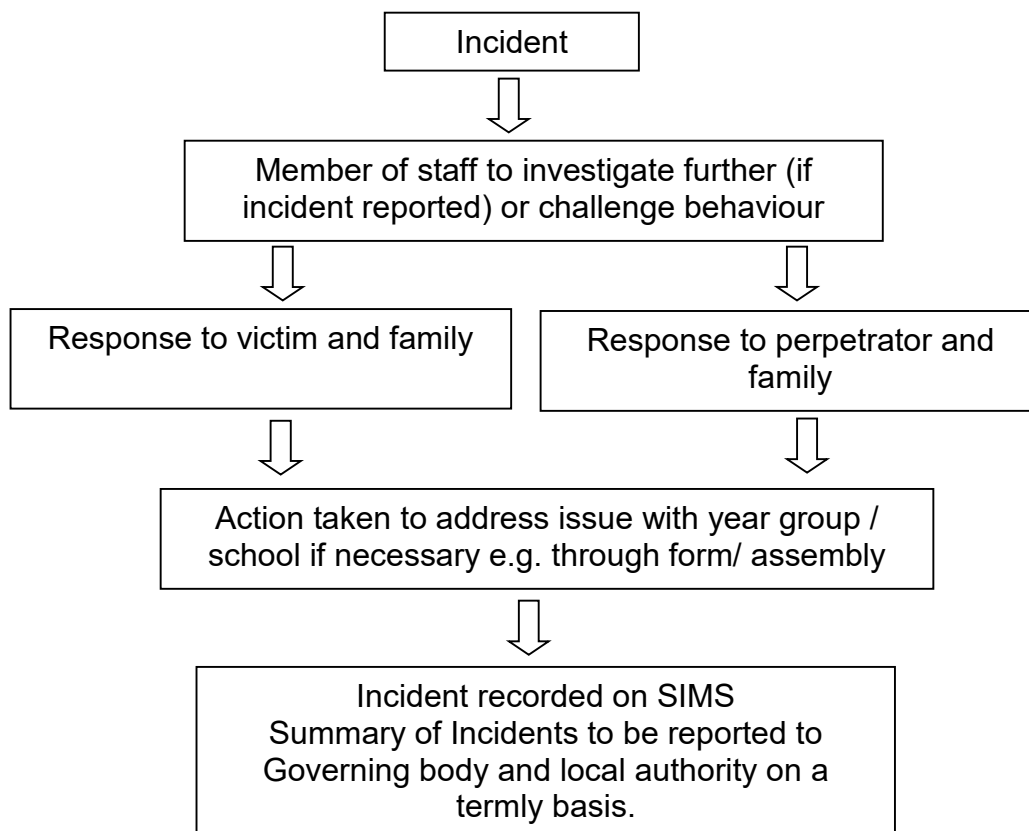 Incident
Member of staff to investigate further (if
incident reported) or challenge behaviour
Response to victim and family
Response to perpetrator and
family
Action taken to address issue with year group /
school if necessary e.g. through form/ assembly
Incident recorded on SIMS
Summary of Incidents to be reported to
Governing body and local authority on a
termly basis.